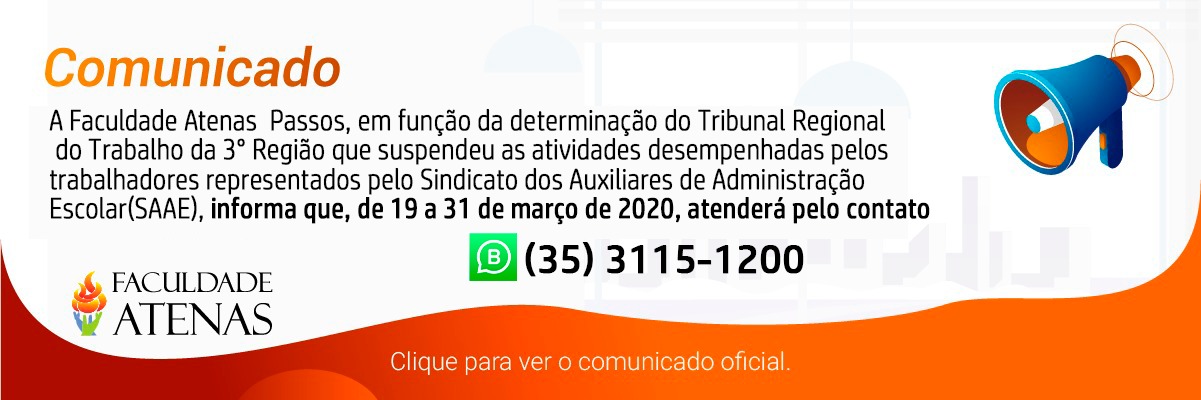 Comunicado
A Faculdade Atenas Passos, em função da determinação do Tribunal Regional
do Trabalho da 3° Região que suspendeu as atividades desempenhadas pelos
trabalhadores representados pelo Sindicato dos Auxiliares de Administração
Escolar(SAAE), informa que, de 19 a 31 de março de 2020, atenderá pelo contato
B (35) 3115-1200
FACULDADE
ATENAS
Clique para ver o comunicado oficial.